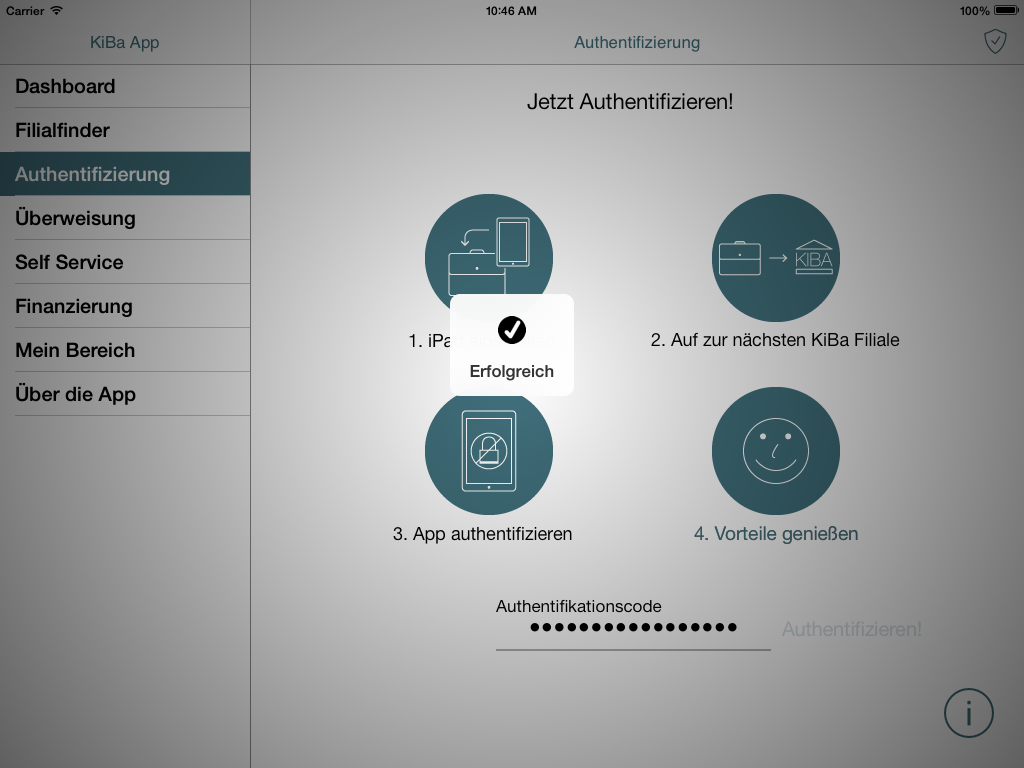 Carrier 10:46 AM 100%
KiBa App
Authentifizierung
Dashboard
Filialfinder
Authentifizierung
Überweisung
Self Service
Finanzierung
Mein Bereich
Über die App
Jetzt Authentifizieren!
KIBA
1. iPa
2. Auf zur nächsten KiBa Filiale
Erfolgreich
3. App authentifizieren
4. Vorteile genießen
Authentifikationscode
Authentifizieren!
i